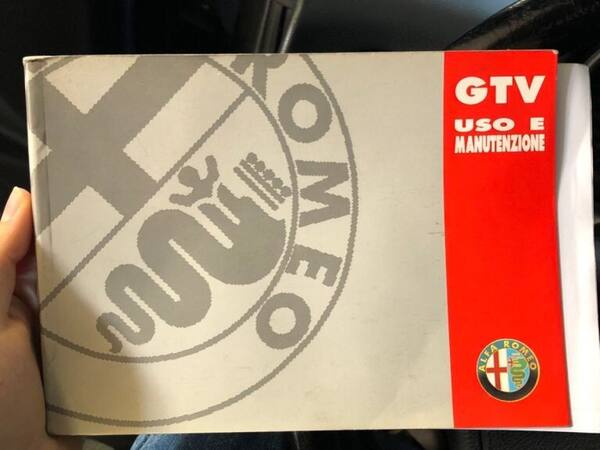 GTV
USO E
MANUTENZIONE
ROMEO
ALFA ROMEO